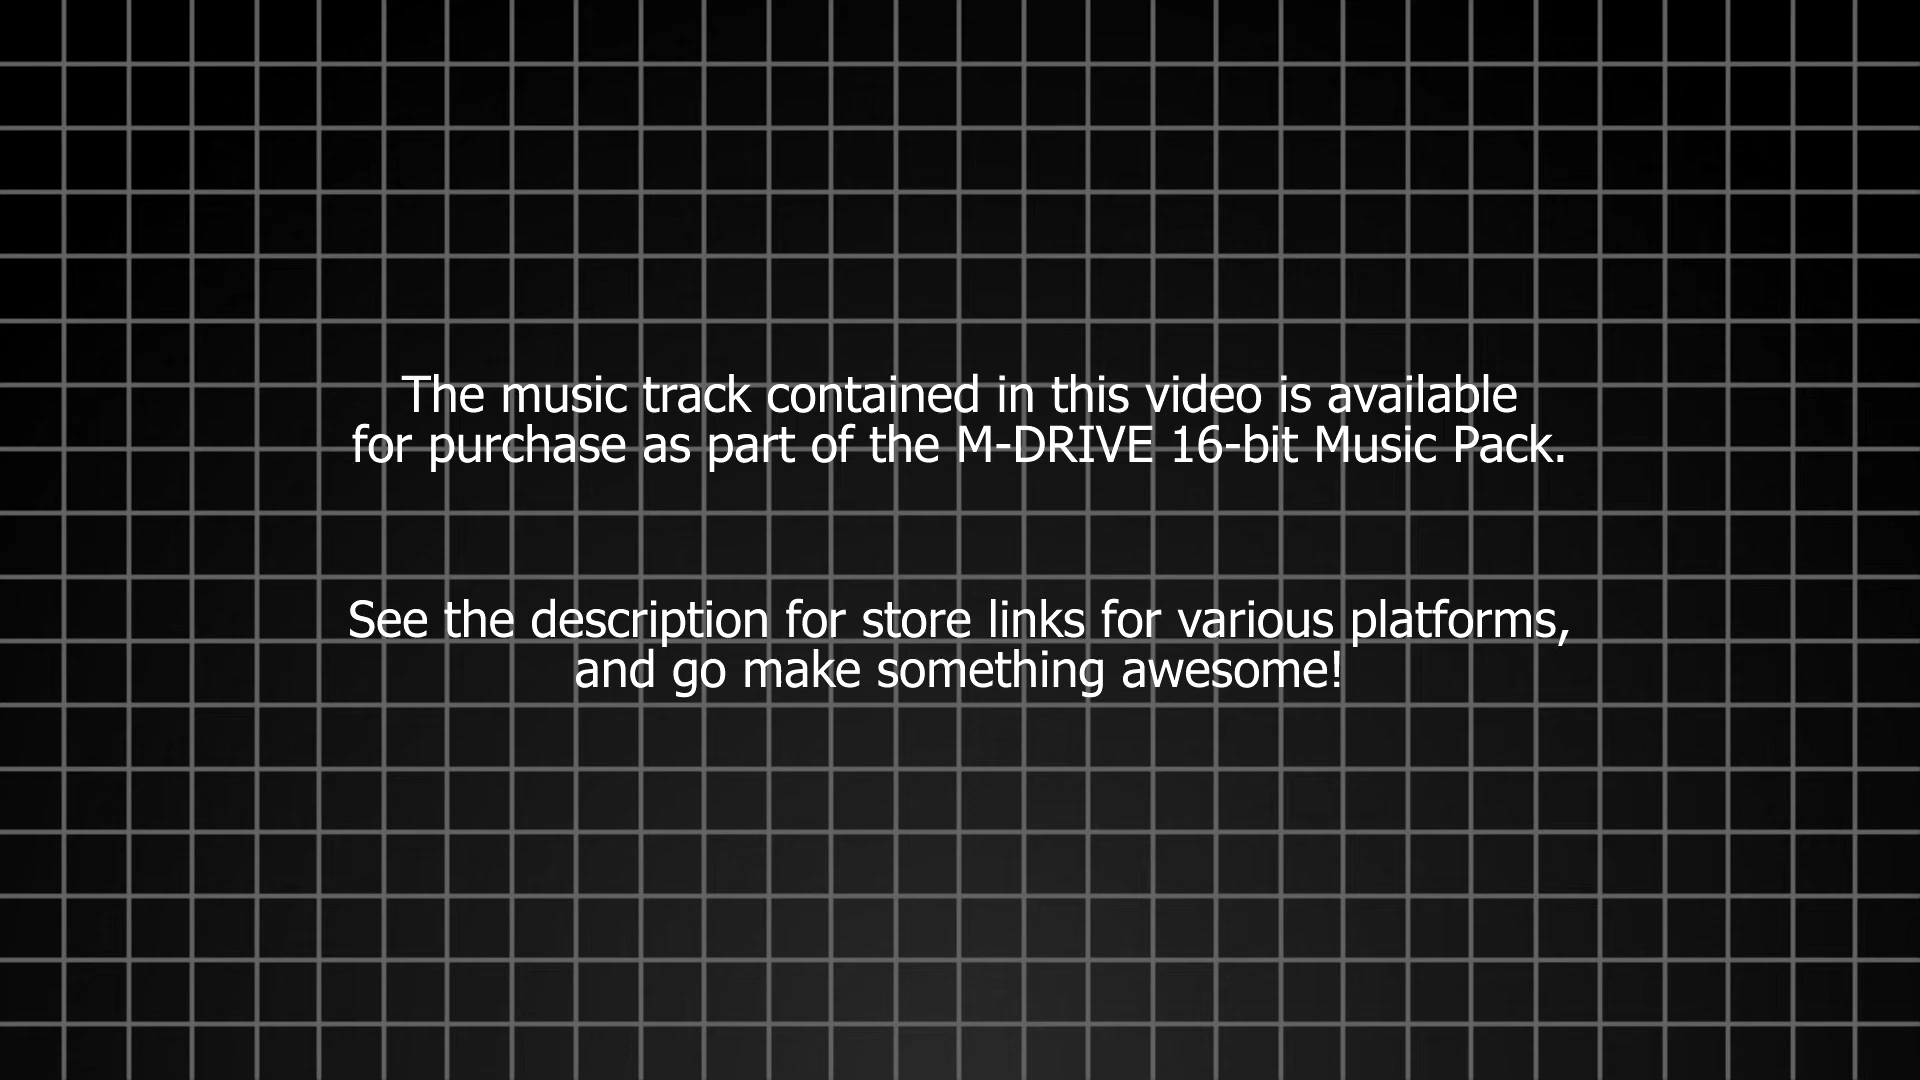 The music track contained in this video is available
for purchase as part of the M-DRIVE 16-bit Music Pack.
See the description for store links for various platforms,
and go make something awesome!